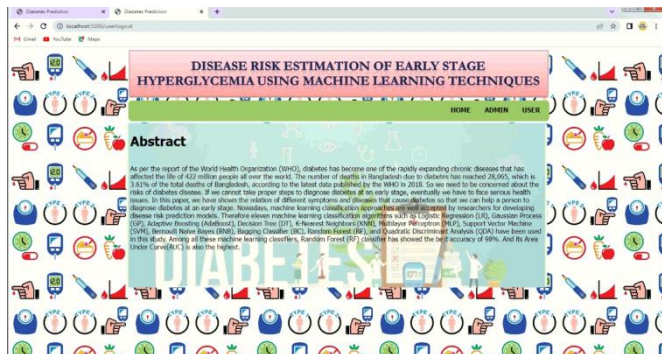 Diabetes Prediction
Diabetes Prediction
localhost:5000/userlogout
Gmail
YouTube
Maps
DISEASE RISK ESTIMATION OF EARLY STAGE
HYPERGLYCEMIA USING MACHINE LEARNING TECHNIQUES
HOME ADMIN USER
Abstract
As per the report of the World Health Organization (WHO), diabetes has become one of the rapidly expanding chronic diseases that has
affected the life of 422 million people all over the world. The number of deaths in Bangladesh due to diabetes has reached 28,065, which is
3.61% of the total deaths of Bangladesh, according to the latest data published by the WHO in 2018. So we need to be concerned about the
risks of diabetes disease. If we cannot take proper steps to diagnose diabetes at an early stage, eventually we have to face serious health
issues. In this paper, we have shown the relation of different symptoms and diseases that cause diabetes so that we can help a person to
diagnose diabetes at an early stage. Nowadays, machine learning classification approaches are well accepted by researchers for developing
disease risk prediction models. Therefore eleven machine learning classification algorithms such as Logistic Regression (LR), Gaussian Process
(GP), Adaptive Boosting (AdaBoost), Decision Tree (DT), K-Nearest Neighbors (KNN), Multilayer Perceptron (MLP), Support Vector Machine
(SVM), Bernoulli Naive Bayes (BNB), Bagging Classifier (BC), Random Forest (RF), and Quadratic Discriminant Analysis (QDA) have been used
in this study. Among all these machine learning classifiers, Random Forest (RF) classifier has showed the best accuracy of 98%. And its Area
Under Curve(AUC) is also the highest.
DIABETES